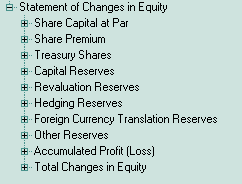 Statement of Changes in Equity
Share Capital at Par
Share Premium
Treasury Shares
Capital Reserves
Revaluation Reserves
Hedging Reserves
Foreign Currency Translation Reserves
Other Reserves
Accumulated Profit (Loss)
Total Changes in Equity